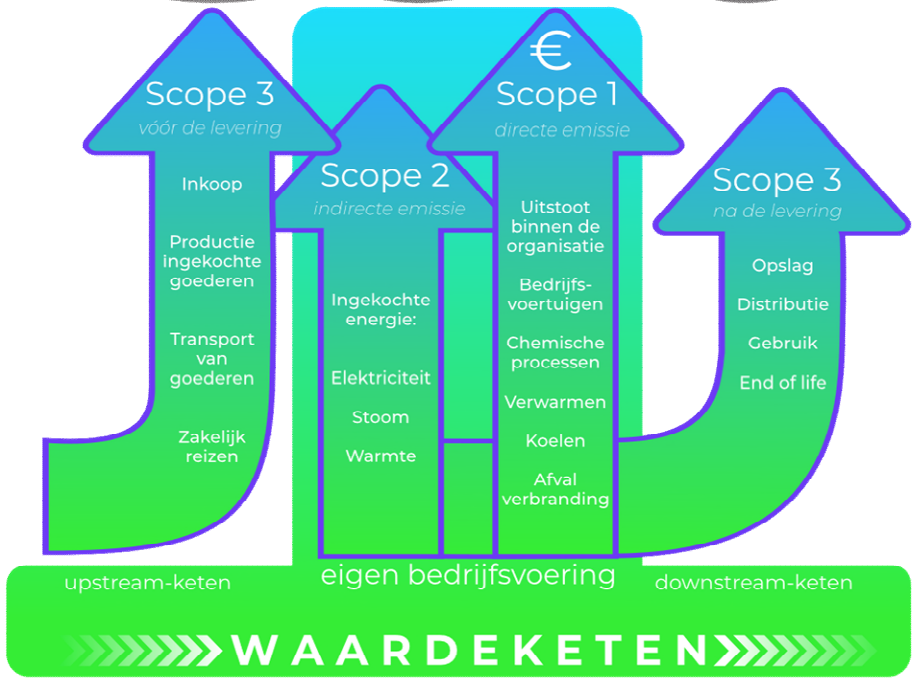 Scope 3
vóór de levering
Inkoop
Productie
ingekochte
goederen
Transport
van
goederen
Zakelijk
reizen
Scope 2
indirecte emissie
Ingekochte
energie:
Elektriciteit
Stoom
Warmte
€
Scope 1
directe emissie
Uitstoot
binnen de
organisatie
Bedrijfs-
voertuigen
Chemische
processen
Verwarmen
Koelen
Afval
verbranding
Scope 3
na de levering
Opslag
Distributie
Gebruik
End of life
upstream-keten
eigen bedrijfsvoering
downstream-keten
WAARDEKETEN